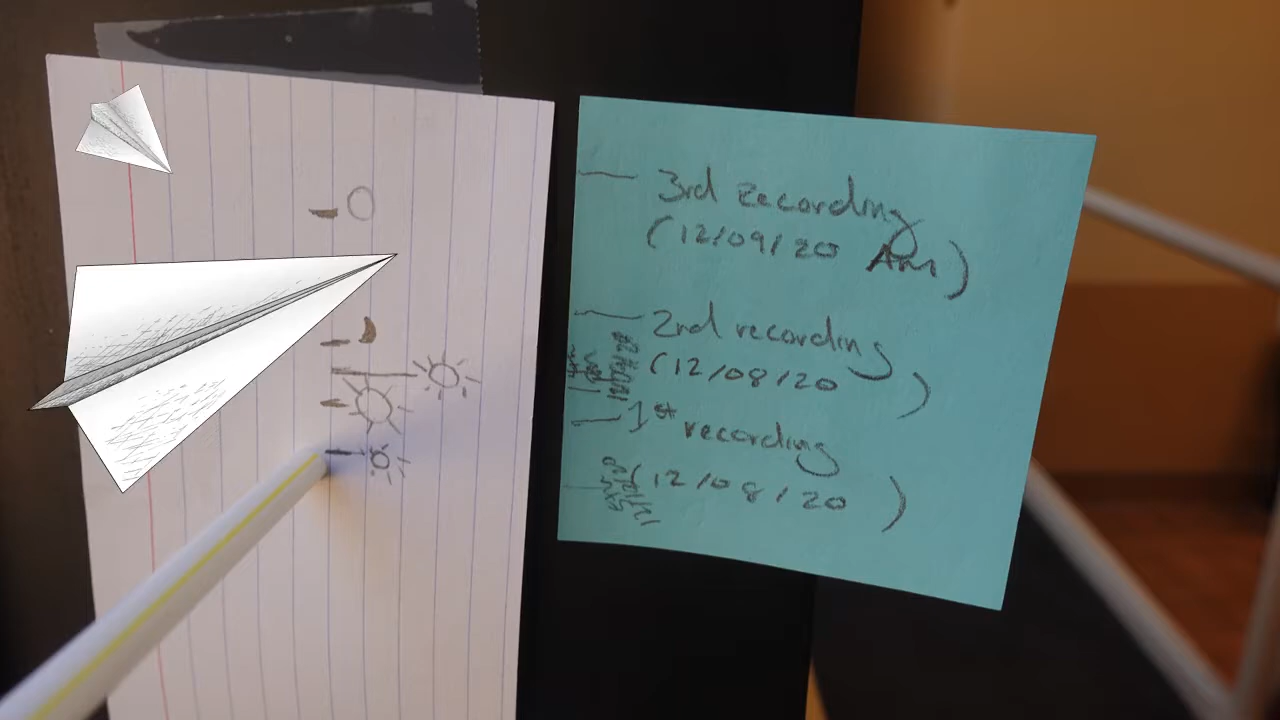 3rd recording
(12/09/20 AM)
2nd recording
(12/08/20 )
1st recording
(12/08/20 )